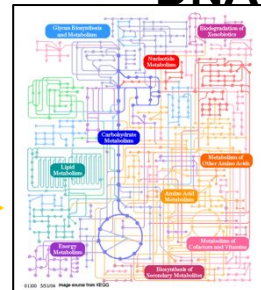 DNA
Glycan Biosynthesis
and Metabolism
Biodegradation of
Xenobiotics
Nucleotide
Metabolism
Carbohydrate
Metabolism
Metabolism of
Other Amino Acids
Lipid
Metabolism
Amino Acid
Metabolism
Energy
Metabolism
Metabolism of
Cofactors and Vitamins
Biosynthesis of
Secondary Metabolites
image source from KEGG